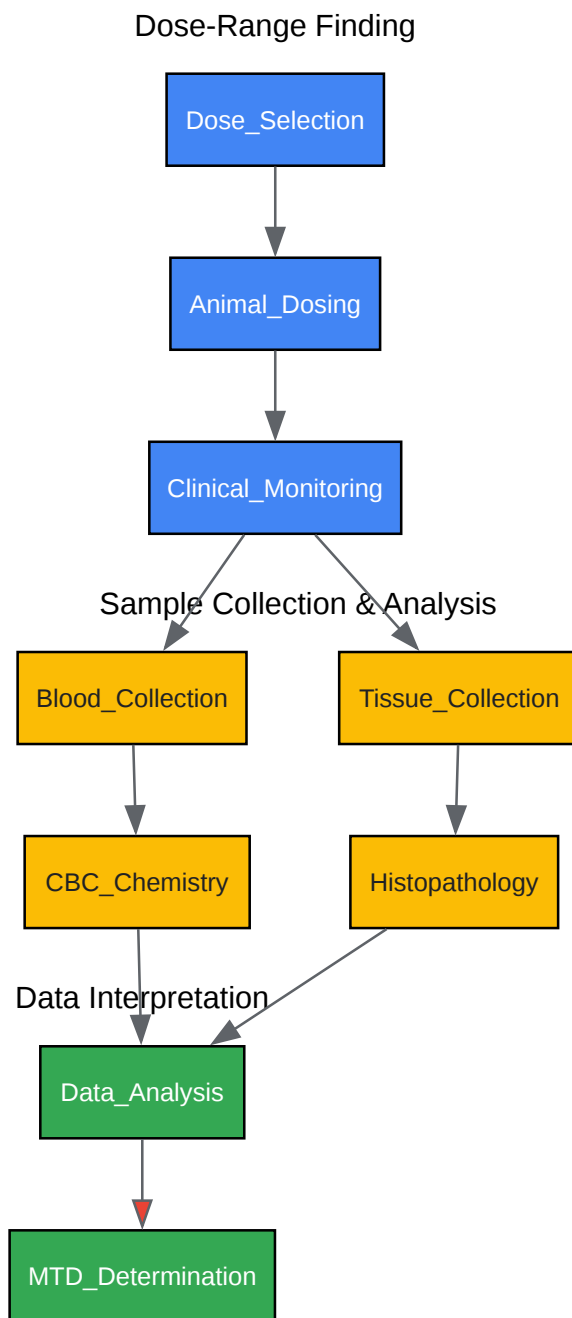 Dose-Range Finding
Dose_Selection
Animal_Dosing
Clinical_Monitoring
Sample Collection & Analysis
Blood_Collection
Tissue_Collection
CBC_Chemistry
Histopathology
Data Interpretation
Data_Analysis
MTD_Determination